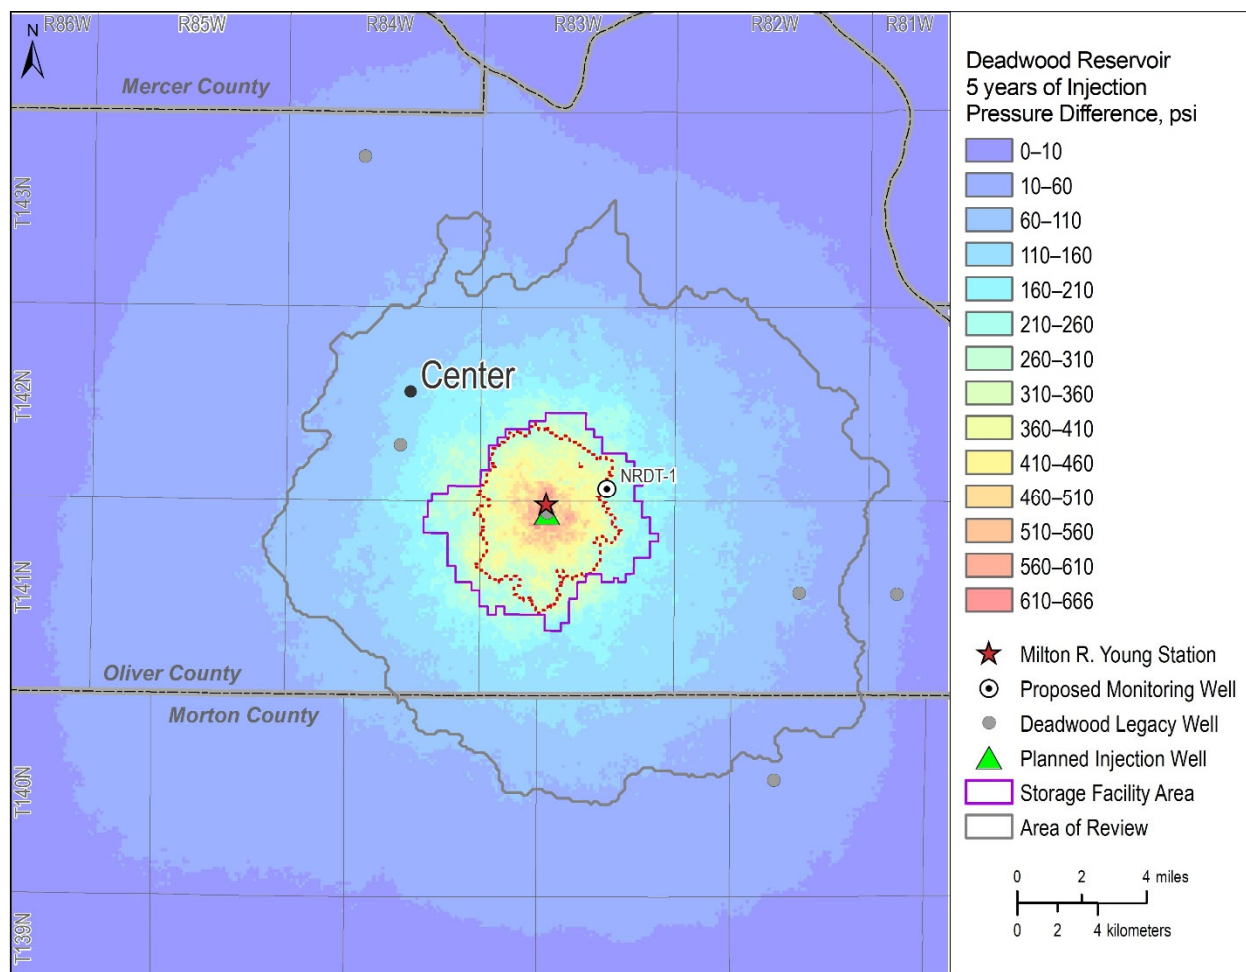 R86W R85W R84W R83W R82W R81W
N
Mercer County
T143N
T142N
Center
NRDT-1
T141N
Oliver County
Morton County
T140N
T139N
Deadwood Reservoir
5 years of Injection
Pressure Difference, psi
0–10
10–60
60–110
110–160
160–210
210–260
260–310
310–360
360–410
410–460
460–510
510–560
560–610
610–666
Milton R. Young Station
Proposed Monitoring Well
Deadwood Legacy Well
Planned Injection Well
Storage Facility Area
Area of Review
0 2 4 miles
0 2 4 kilometers